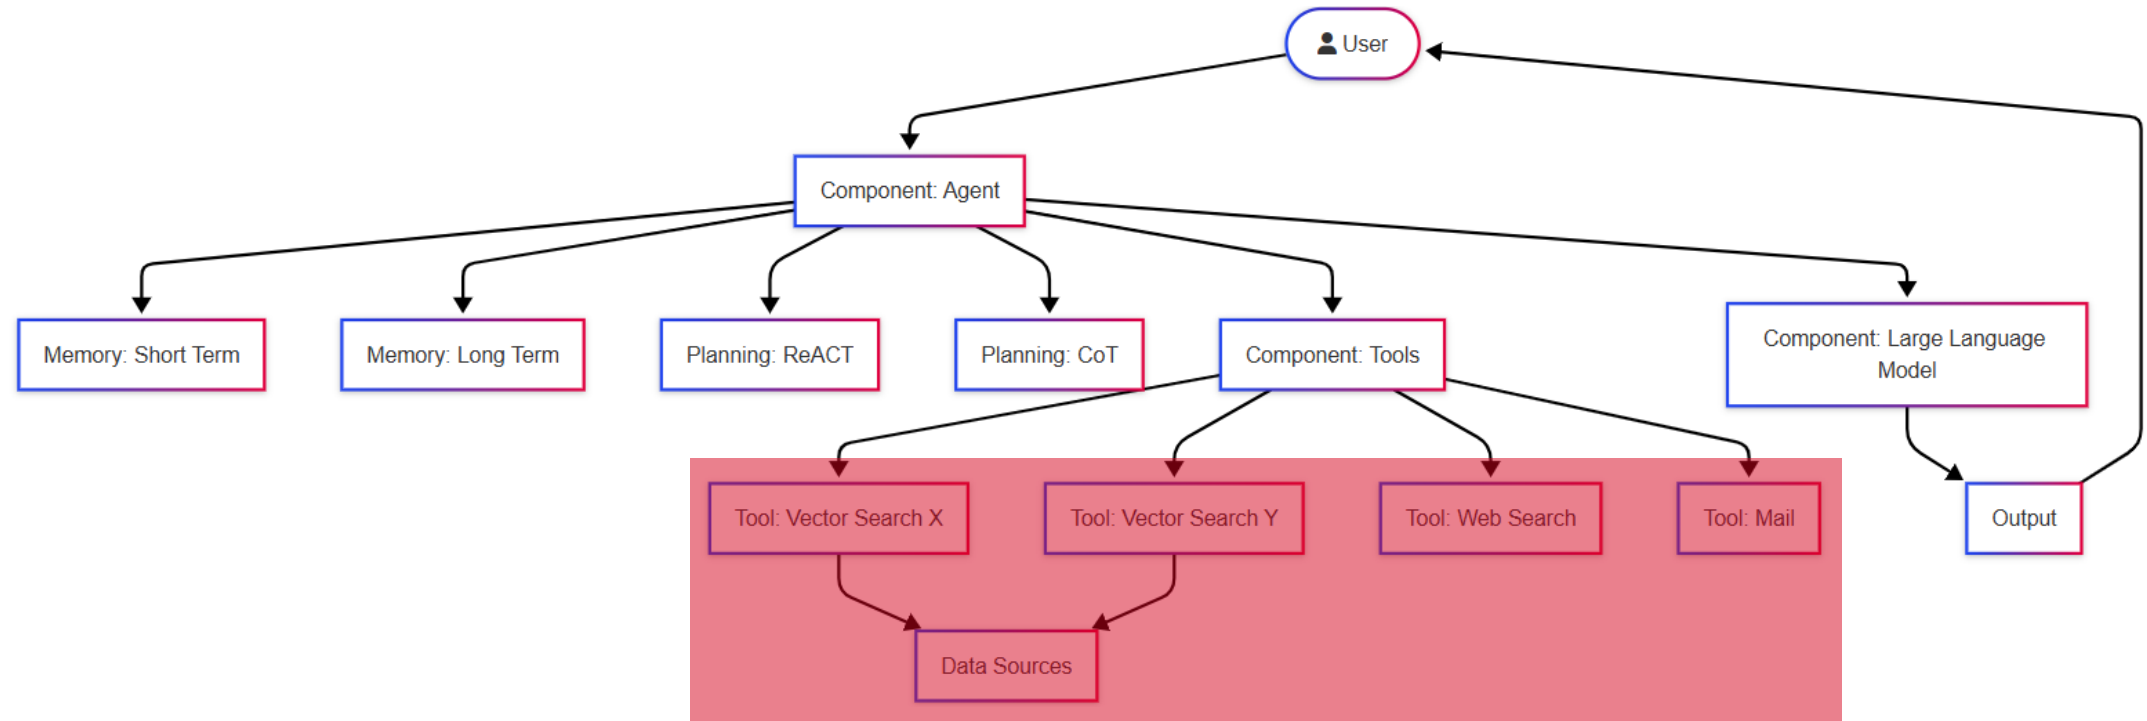 User
Component: Agent
Memory: Short Term
Memory: Long Term
Planning: ReACT
Planning: CoT
Component: Tools
Component: Large Language
Model
Tool: Vector Search X
Tool: Vector Search Y
Tool: Web Search
Tool: Mail
Output
Data Sources